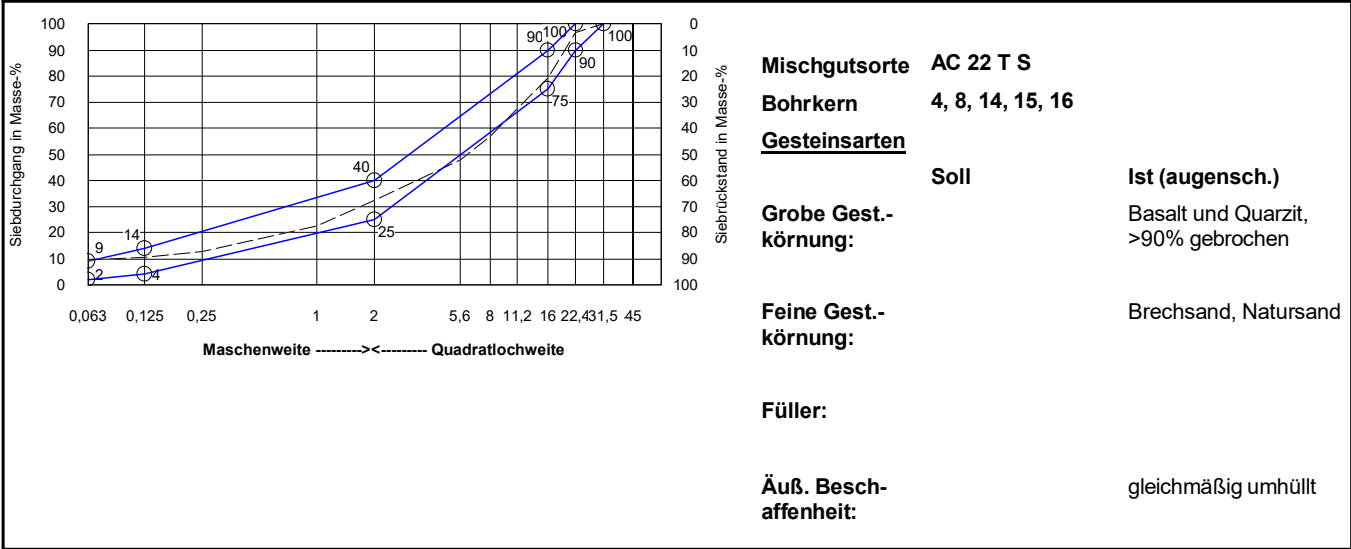 Siebdurchgang in Masse-%
100
90
80
70
60
50
40
30
20
10
0
9
2
14
4
40
25
90
100
75
90
100
0
10
20
30
40
50
60
70
80
90
100
Siebrückstand in Masse-%
0,063 0,125 0,25 1 2 5,6 8 11,2 16 22,4 31,5 45
Maschenweite ---------><--------- Quadratlochweite
Mischgutsorte AC 22 T S
Bohrkern 4, 8, 14, 15, 16
Gesteinsarten
Soll Ist (augensch.)
Grobe Gest.- Basalt und Quarzit,
körnung: >90% gebrochen
Feine Gest.- Brechsand, Natursand
körnung:
Füller:
Äuß. Besch- gleichmäßig umhüllt
affenheit: